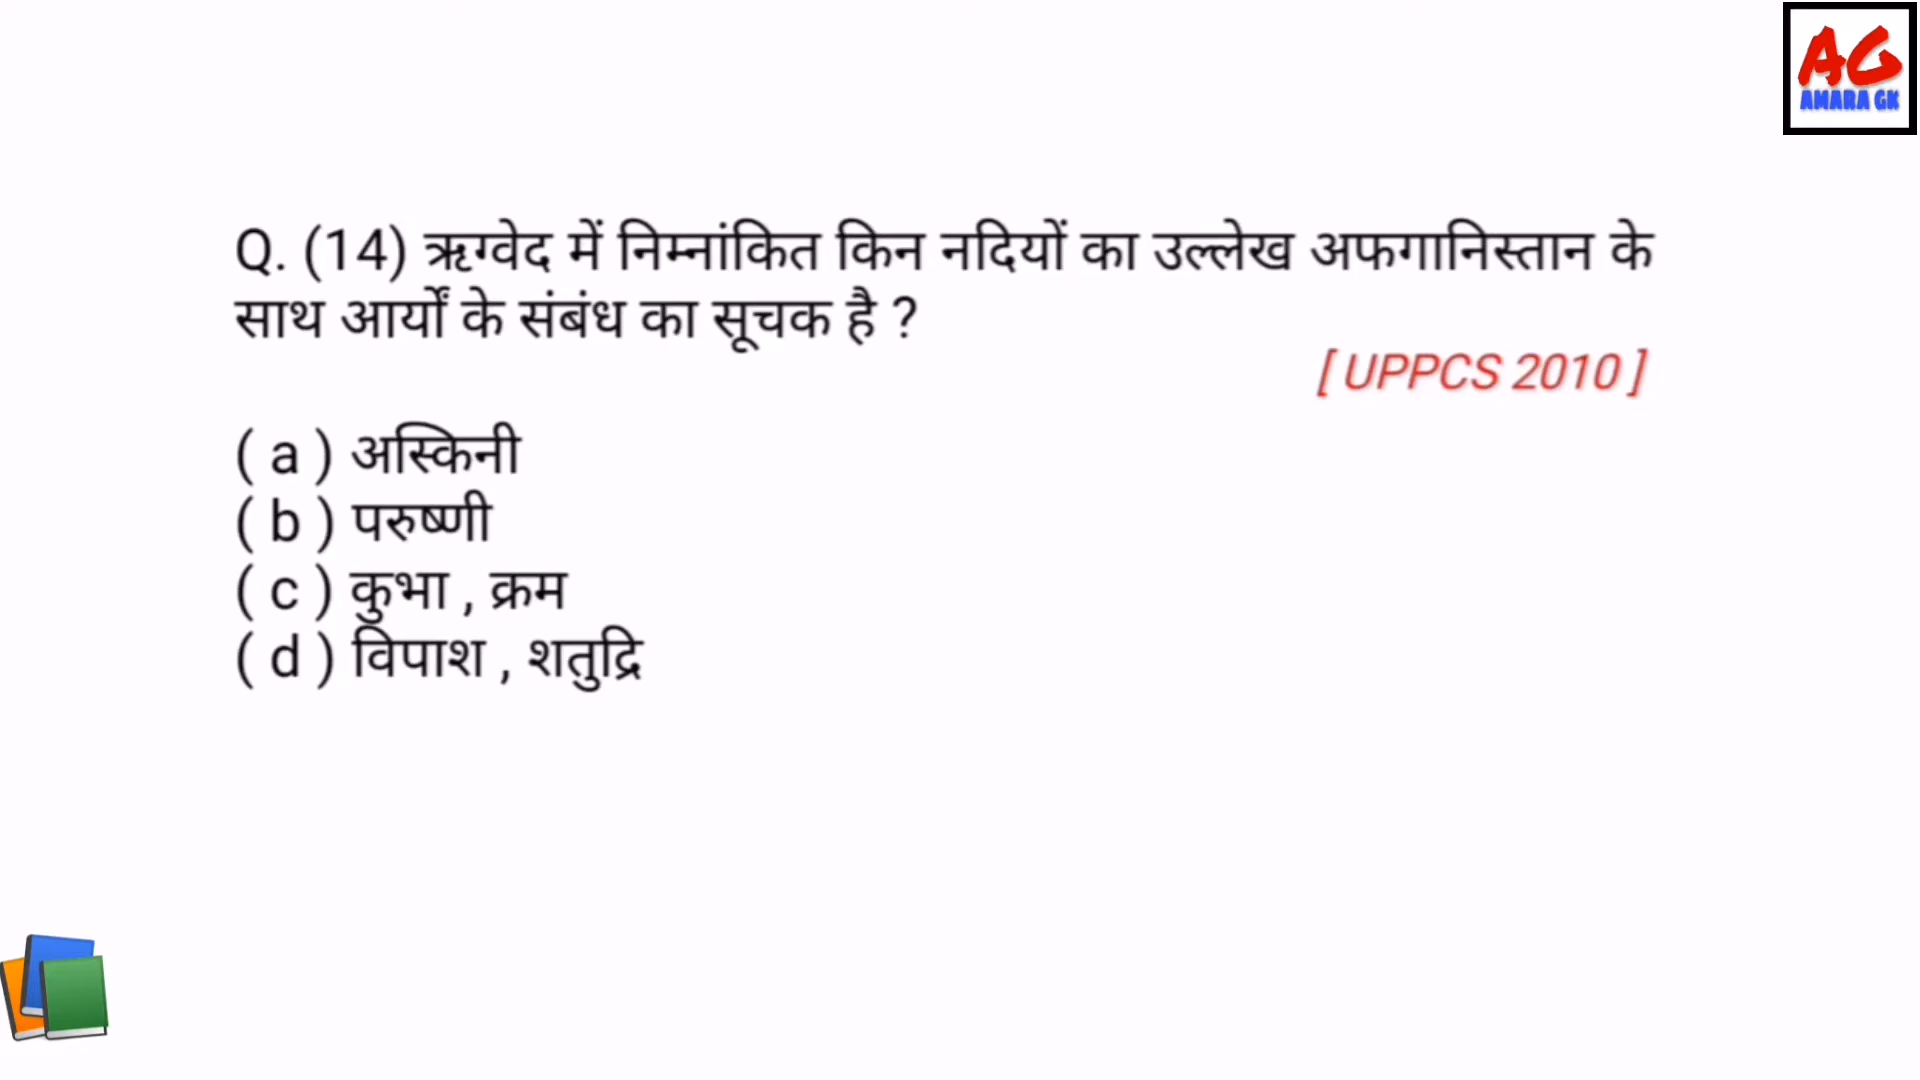 AG
AMARA GK
Q. (14) ऋग्वेद में निम्नांकित किन नदियों का उल्लेख अफगानिस्तान के
साथ आर्यों के संबंध का सूचक है ?
[ UPPCS 2010 ]
( a ) अस्किनी
( b ) परुष्णी
( c ) कुभा , क्रम
( d ) विपाश , शतुद्रि